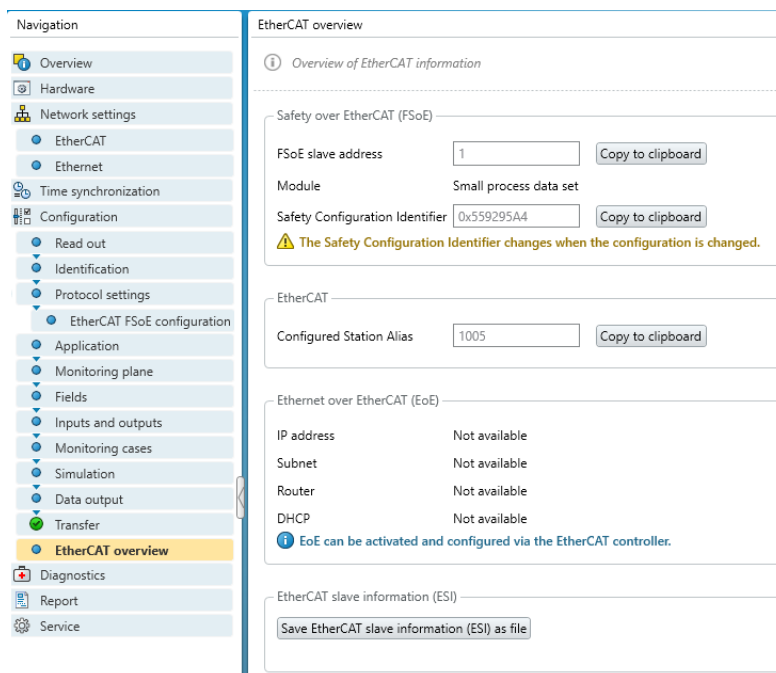 Navigation
Overview
Hardware
Network settings
EtherCAT
Ethernet
Time synchronization
Configuration
Read out
Identification
Protocol settings
EtherCAT FSoE configuration
Application
Monitoring plane
Fields
Inputs and outputs
Monitoring cases
Simulation
Data output
Transfer
EtherCAT overview
Diagnostics
Report
Service
EtherCAT overview
Overview of EtherCAT information
Safety over EtherCAT (FSoE)
FSoE slave address 1 Copy to clipboard
Module Small process data set
Safety Configuration Identifier 0x559295A4 Copy to clipboard
The Safety Configuration Identifier changes when the configuration is changed.
EtherCAT
Configured Station Alias 1005 Copy to clipboard
Ethernet over EtherCAT (EoE)
IP address Not available
Subnet Not available
Router Not available
DHCP Not available
EoE can be activated and configured via the EtherCAT controller.
EtherCAT slave information (ESI)
Save EtherCAT slave information (ESI) as file